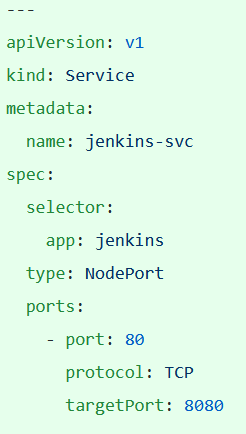 ---
apiVersion: v1
kind: Service
metadata:
  name: jenkins-svc
spec:
  selector:
    app: jenkins
  type: NodePort
  ports:
    - port: 80
      protocol: TCP
      targetPort: 8080